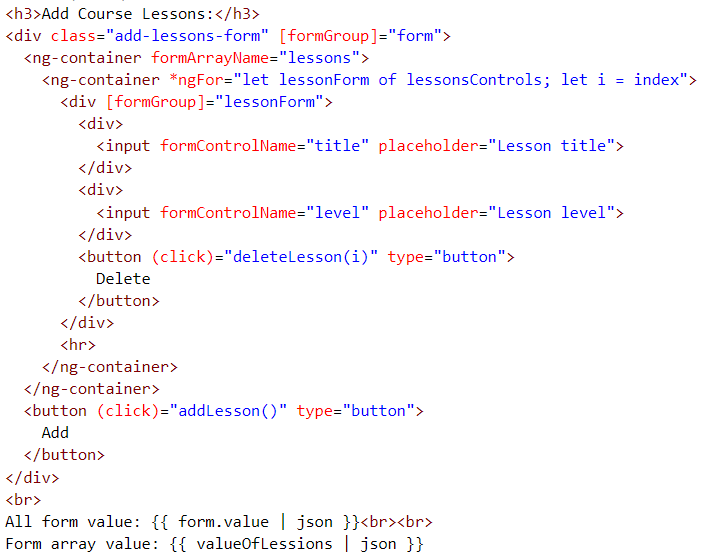 <h3>Add Course Lessons:</h3>
<div class="add-lessons-form" [formGroup]="form">
  <ng-container formArrayName="lessons">
    <ng-container *ngFor="let lessonForm of lessonsControls; let i = index">
      <div [formGroup]="lessonForm">
        <div>
          <input formControlName="title" placeholder="Lesson title">
        </div>
        <div>
          <input formControlName="level" placeholder="Lesson level">
        </div>
        <button (click)="deleteLesson(i)" type="button">
          Delete
        </button>
      </div>
      <hr>
    </ng-container>
  </ng-container>
  <button (click)="addLesson()" type="button">
    Add
  </button>
</div>
<br>
All form value: {{ form.value | json }}<br><br>
Form array value: {{ valueOfLessions | json }}